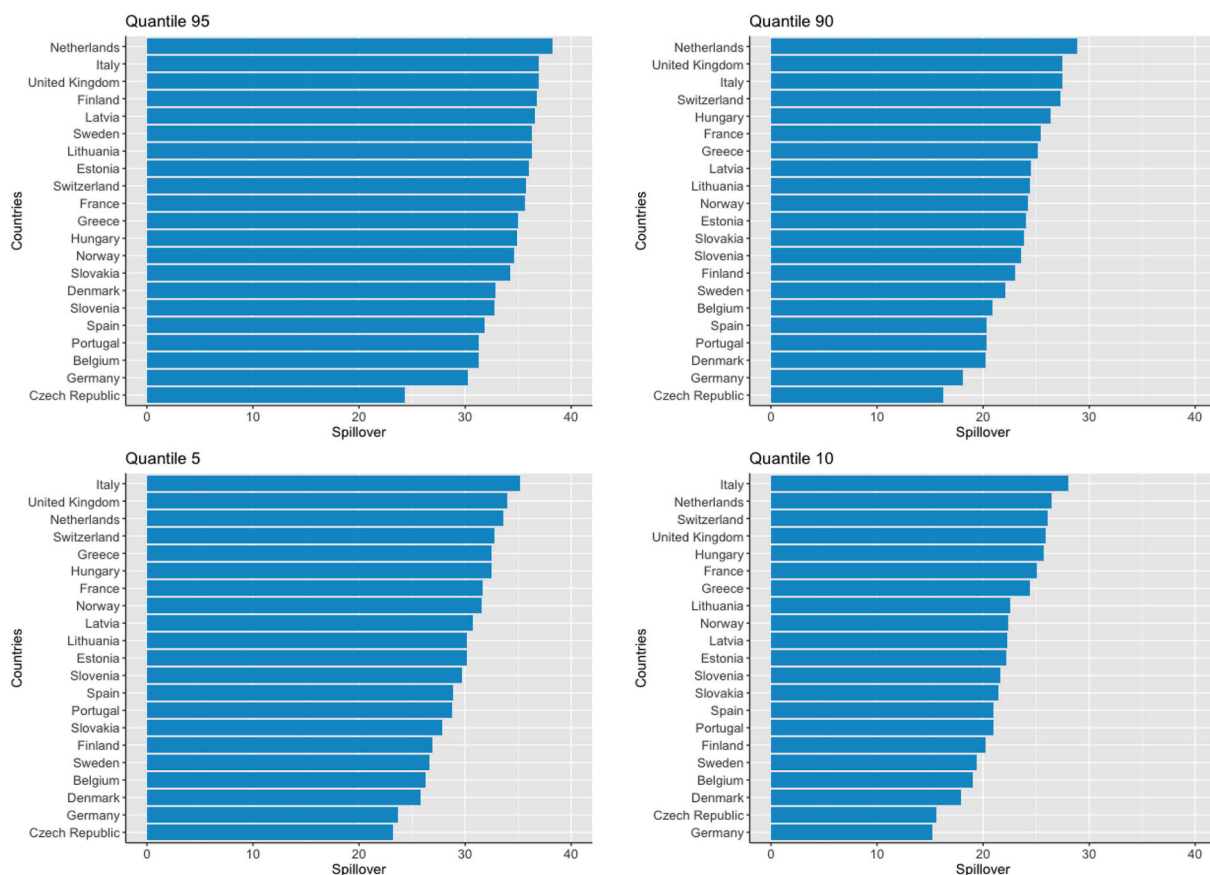 Quantile 95
Countries
Netherlands
Italy
United Kingdom
Finland
Latvia
Sweden
Lithuania
Estonia
Switzerland
France
Greece
Hungary
Norway
Slovakia
Denmark
Slovenia
Spain
Portugal
Belgium
Germany
Czech Republic
0 10 20 30 40
Spillover
Quantile 90
Countries
Netherlands
United Kingdom
Italy
Switzerland
Hungary
France
Greece
Latvia
Lithuania
Norway
Estonia
Slovakia
Slovenia
Finland
Sweden
Belgium
Spain
Portugal
Denmark
Germany
Czech Republic
0 10 20 30 40
Spillover
Quantile 5
Countries
Italy
United Kingdom
Netherlands
Switzerland
Greece
Hungary
France
Norway
Latvia
Lithuania
Estonia
Slovenia
Spain
Portugal
Slovakia
Finland
Sweden
Belgium
Denmark
Germany
Czech Republic
0 10 20 30 40
Spillover
Quantile 10
Countries
Italy
Netherlands
Switzerland
United Kingdom
Hungary
France
Greece
Lithuania
Norway
Latvia
Estonia
Slovenia
Slovakia
Spain
Portugal
Finland
Sweden
Belgium
Denmark
Czech Republic
Germany
0 10 20 30 40
Spillover